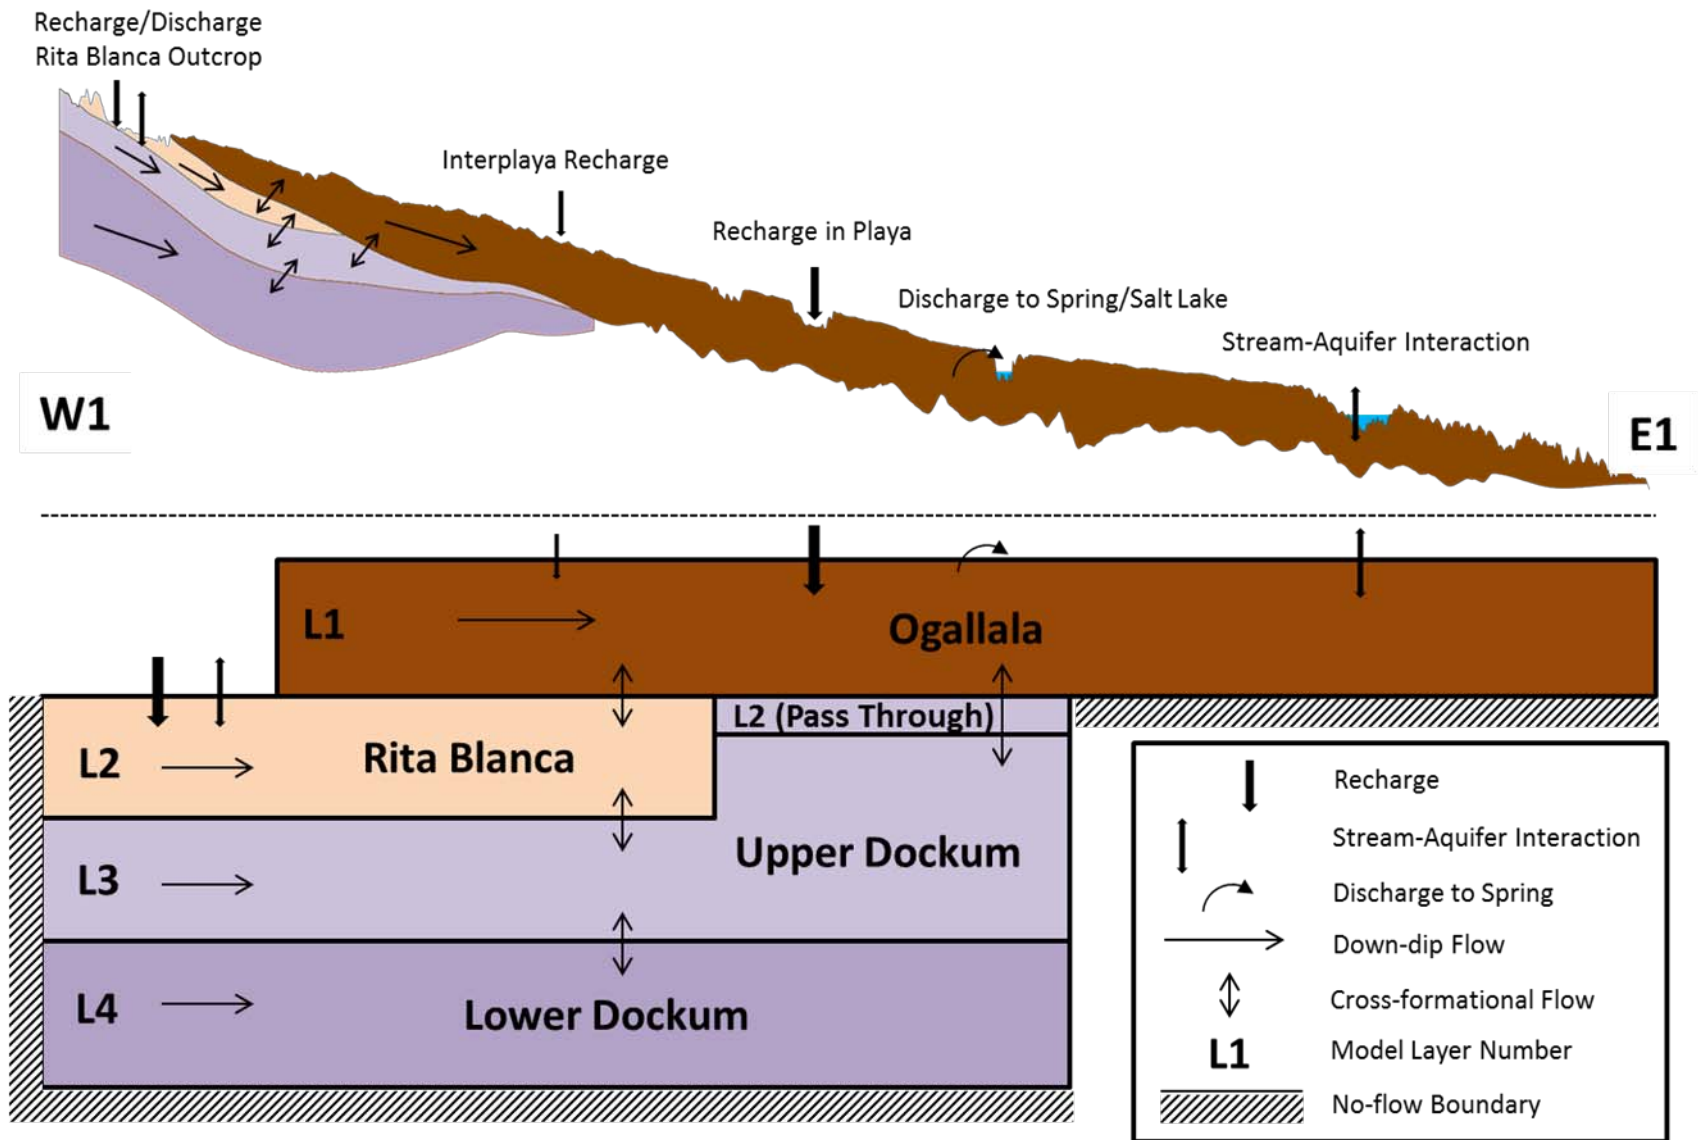 Recharge/Discharge
Rita Blanca Outcrop
Interplaya Recharge
Recharge in Playa
Discharge to Spring/Salt Lake
Stream-Aquifer Interaction
W1
E1
L1
Ogallala
L2 (Pass Through)
L2
Rita Blanca
L3
Upper Dockum
L4
Lower Dockum
Recharge
Stream-Aquifer Interaction
Discharge to Spring
Down-dip Flow
Cross-formational Flow
L1 Model Layer Number
No-flow Boundary